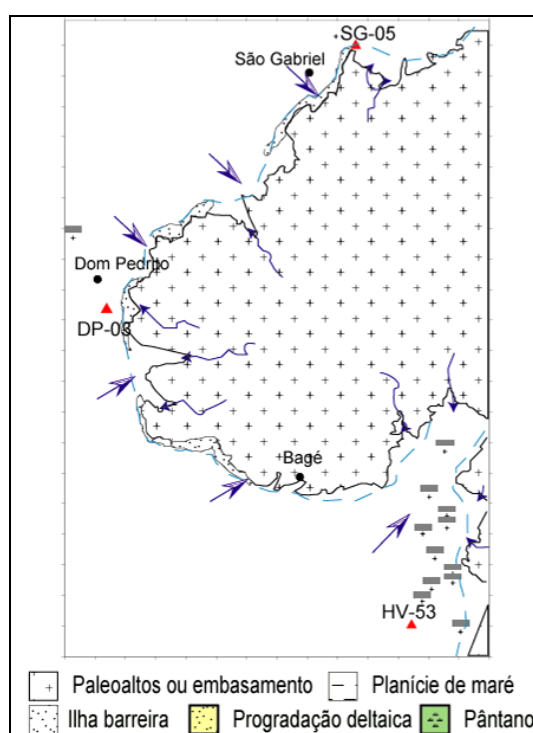 SG-05
São Gabriel
Dom Pedrito
DP-03
Bagé
HV-53
Paleoaltos ou embasamento
Planície de maré
Ilha barreira
Progradação deltaica
Pântano